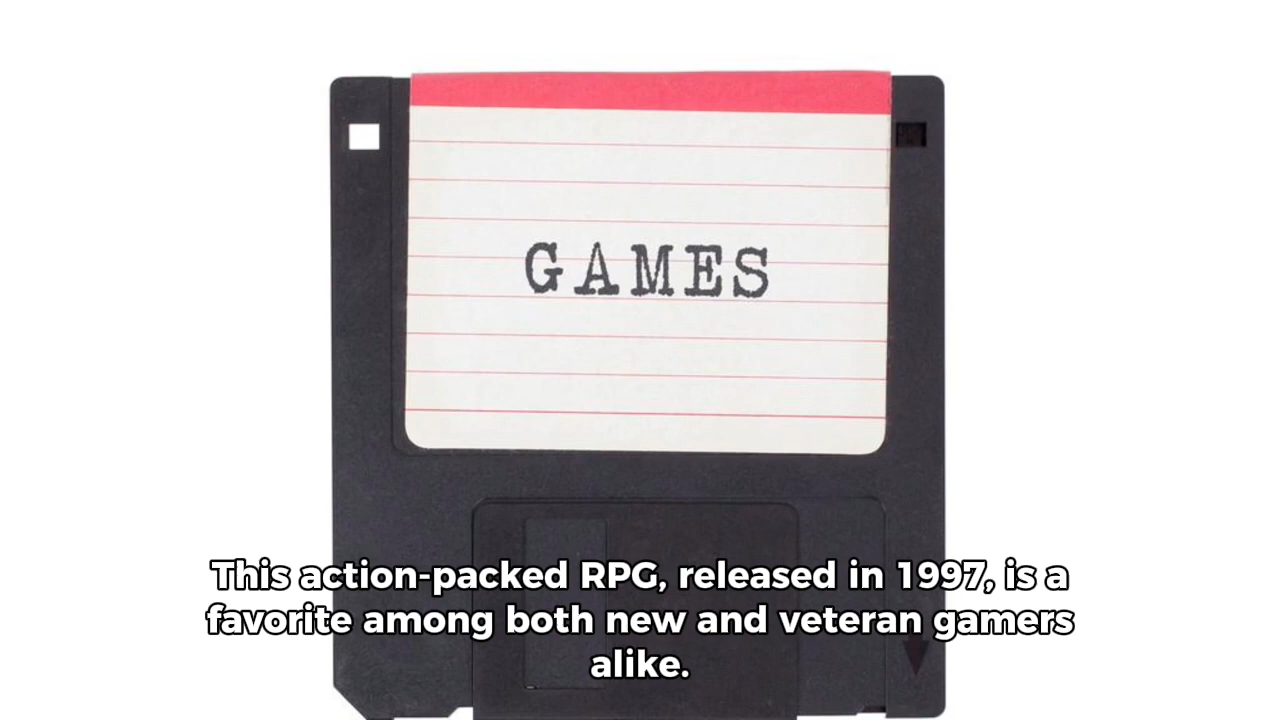 GAMES
This action-packed RPG, released in 1997, is a
favorite among both new and veteran gamers
alike.